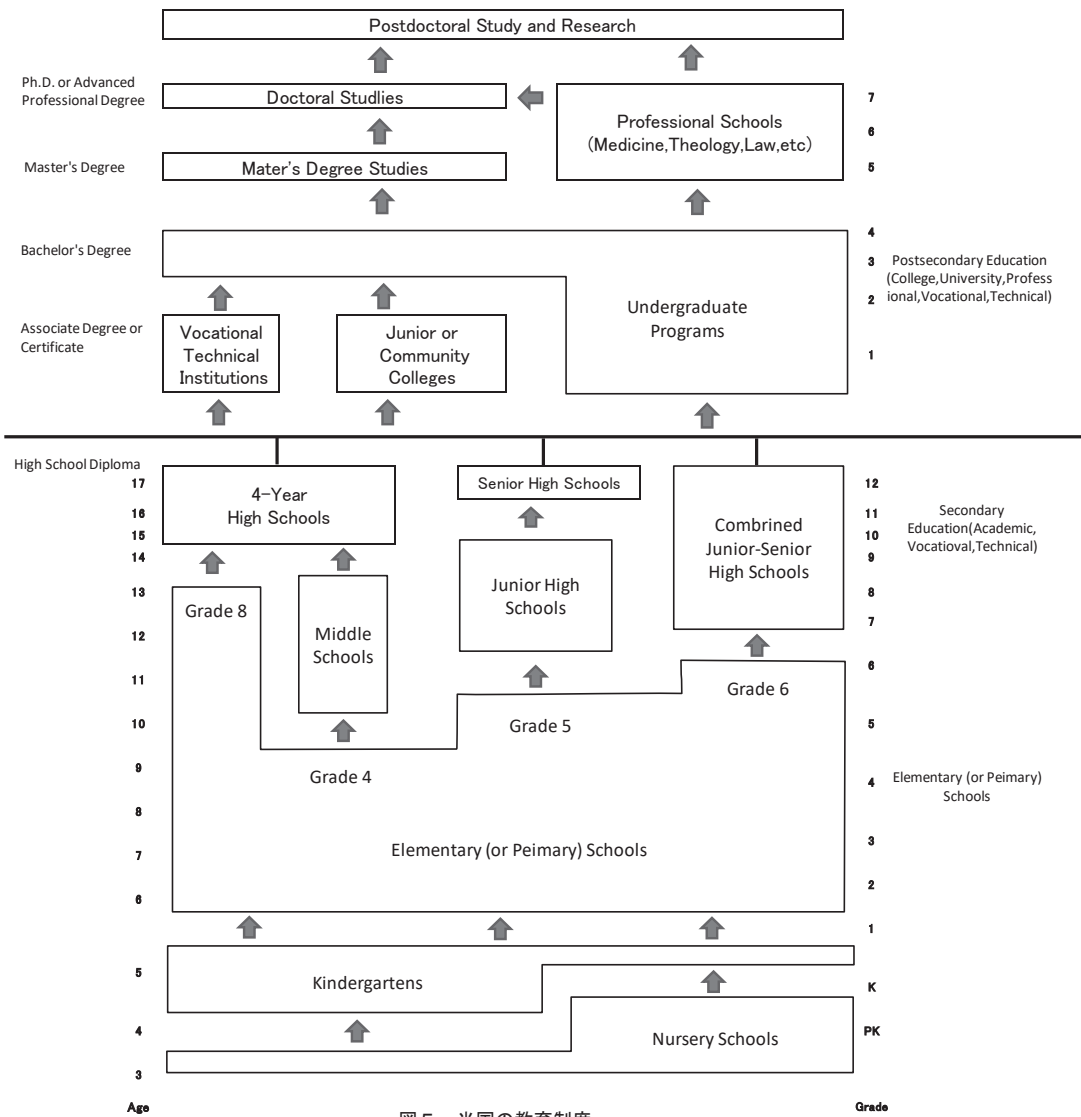 Postdoctoral Study and Research
Ph.D. or Advanced
Professional Degree
Doctoral Studlies
7
Professional Schools
(Medicine,Theology,Law,etc)
6
Master's Degree
Mater's Degree Studies
5
4
Bachelor's Degree
3
Postsecondary Education
(College,University,Profess
ional,Vocational,Technical)
2
Undergraduate
Programs
Associate Degree or
Certificate
Vocational
Technical
Institutions
Junior or
Community
Colleges
1
High School Diploma
17
4-Year
High Schools
Senior High Schools
12
16
11
Secondary
Education(Academic,
Vocatioval,Technical)
15
10
Combrined
Junior-Senior
High Schools
14
9
13
8
Grade 8
Junior High
Schools
7
12
Middle
Schools
11
6
Grade 6
10
5
Grade 5
9
Grade 4
4
Elementary (or Peimary)
Schools
8
7
Elementary (or Peimary) Schools
3
6
2
1
5
Kindergartens
K
4
Nursery Schools
PK
3
Age
Grade